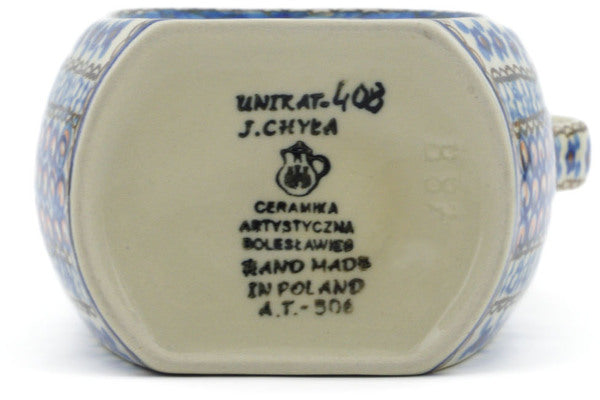 UNIKAT-408
J.CHYŁA
CERAMIKA
ARTYSTYCZNA
BOLESŁAWIEC
HAND MADE
IN POLAND
A.T.-506